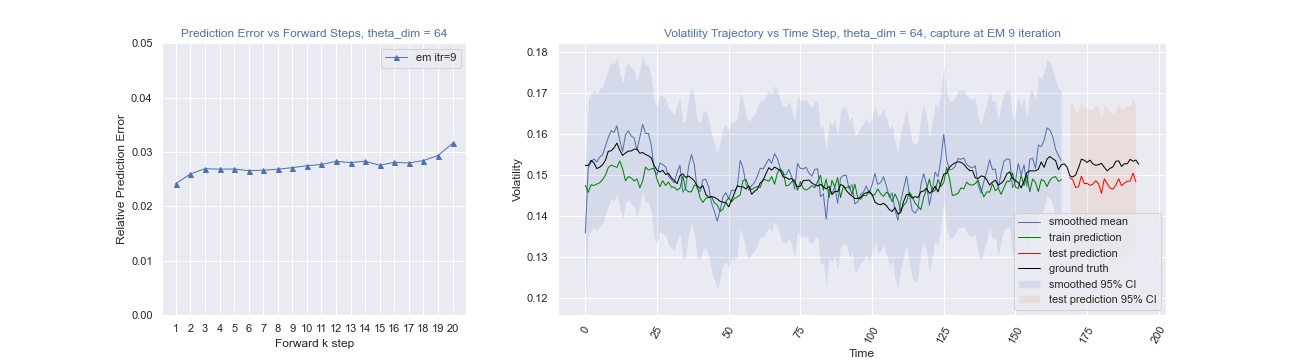 Prediction Error vs Forward Steps, theta_dim = 64
0.05
0.04
0.03
0.02
0.01
0.00
Relative Prediction Error
em itr=9
1 2 3 4 5 6 7 8 9 10 11 12 13 14 15 16 17 18 19 20
Forward k step
Volatility Trajectory vs Time Step, theta_dim = 64, capture at EM 9 iteration
0.18
0.17
0.16
0.15
0.14
0.13
0.12
Volatility
smoothed mean
train prediction
test prediction
ground truth
smoothed 95% CI
test prediction 95% CI
0 25 50 75 100 125 150 175 200
Time